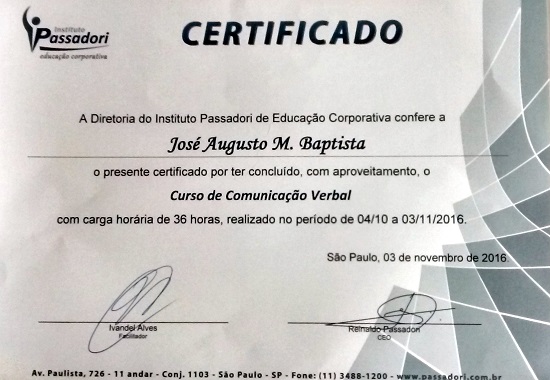 Instituto
Passadori
educação corporativa
CERTIFICADO
A Diretoria do Instituto Passadori de Educação Corporativa confere a
José Augusto M. Baptista
o presente certificado por ter concluído, com aproveitamento, o
Curso de Comunicação Verbal
com carga horária de 36 horas, realizado no período de 04/10 a 03/11/2016.
São Paulo, 03 de novembro de 2016.
Ivandel Alves
Facilitador
Reinaldo Passadori
CEO
Av. Paulista, 726 - 11 andar - Conj. 1103 - São Paulo - SP - Fone: (11) 3488-1200 - www.passadori.com.br